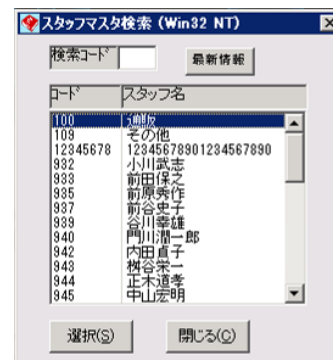 スタッフマスタ検索 (Win32 NT)
検索ｺｰﾄﾞ
最新情報
ｺｰﾄﾞ スタッフ名
100 通販
109 その他
12345678 12345678901234567890
932 小川武志
933 前田保之
935 前原秀作
937 前谷史子
939 谷川幸雄
940 門川潤一郎
942 内田直子
943 桝谷栄一
944 正木道孝
945 中山宏明
選択(S) 閉じる(C)